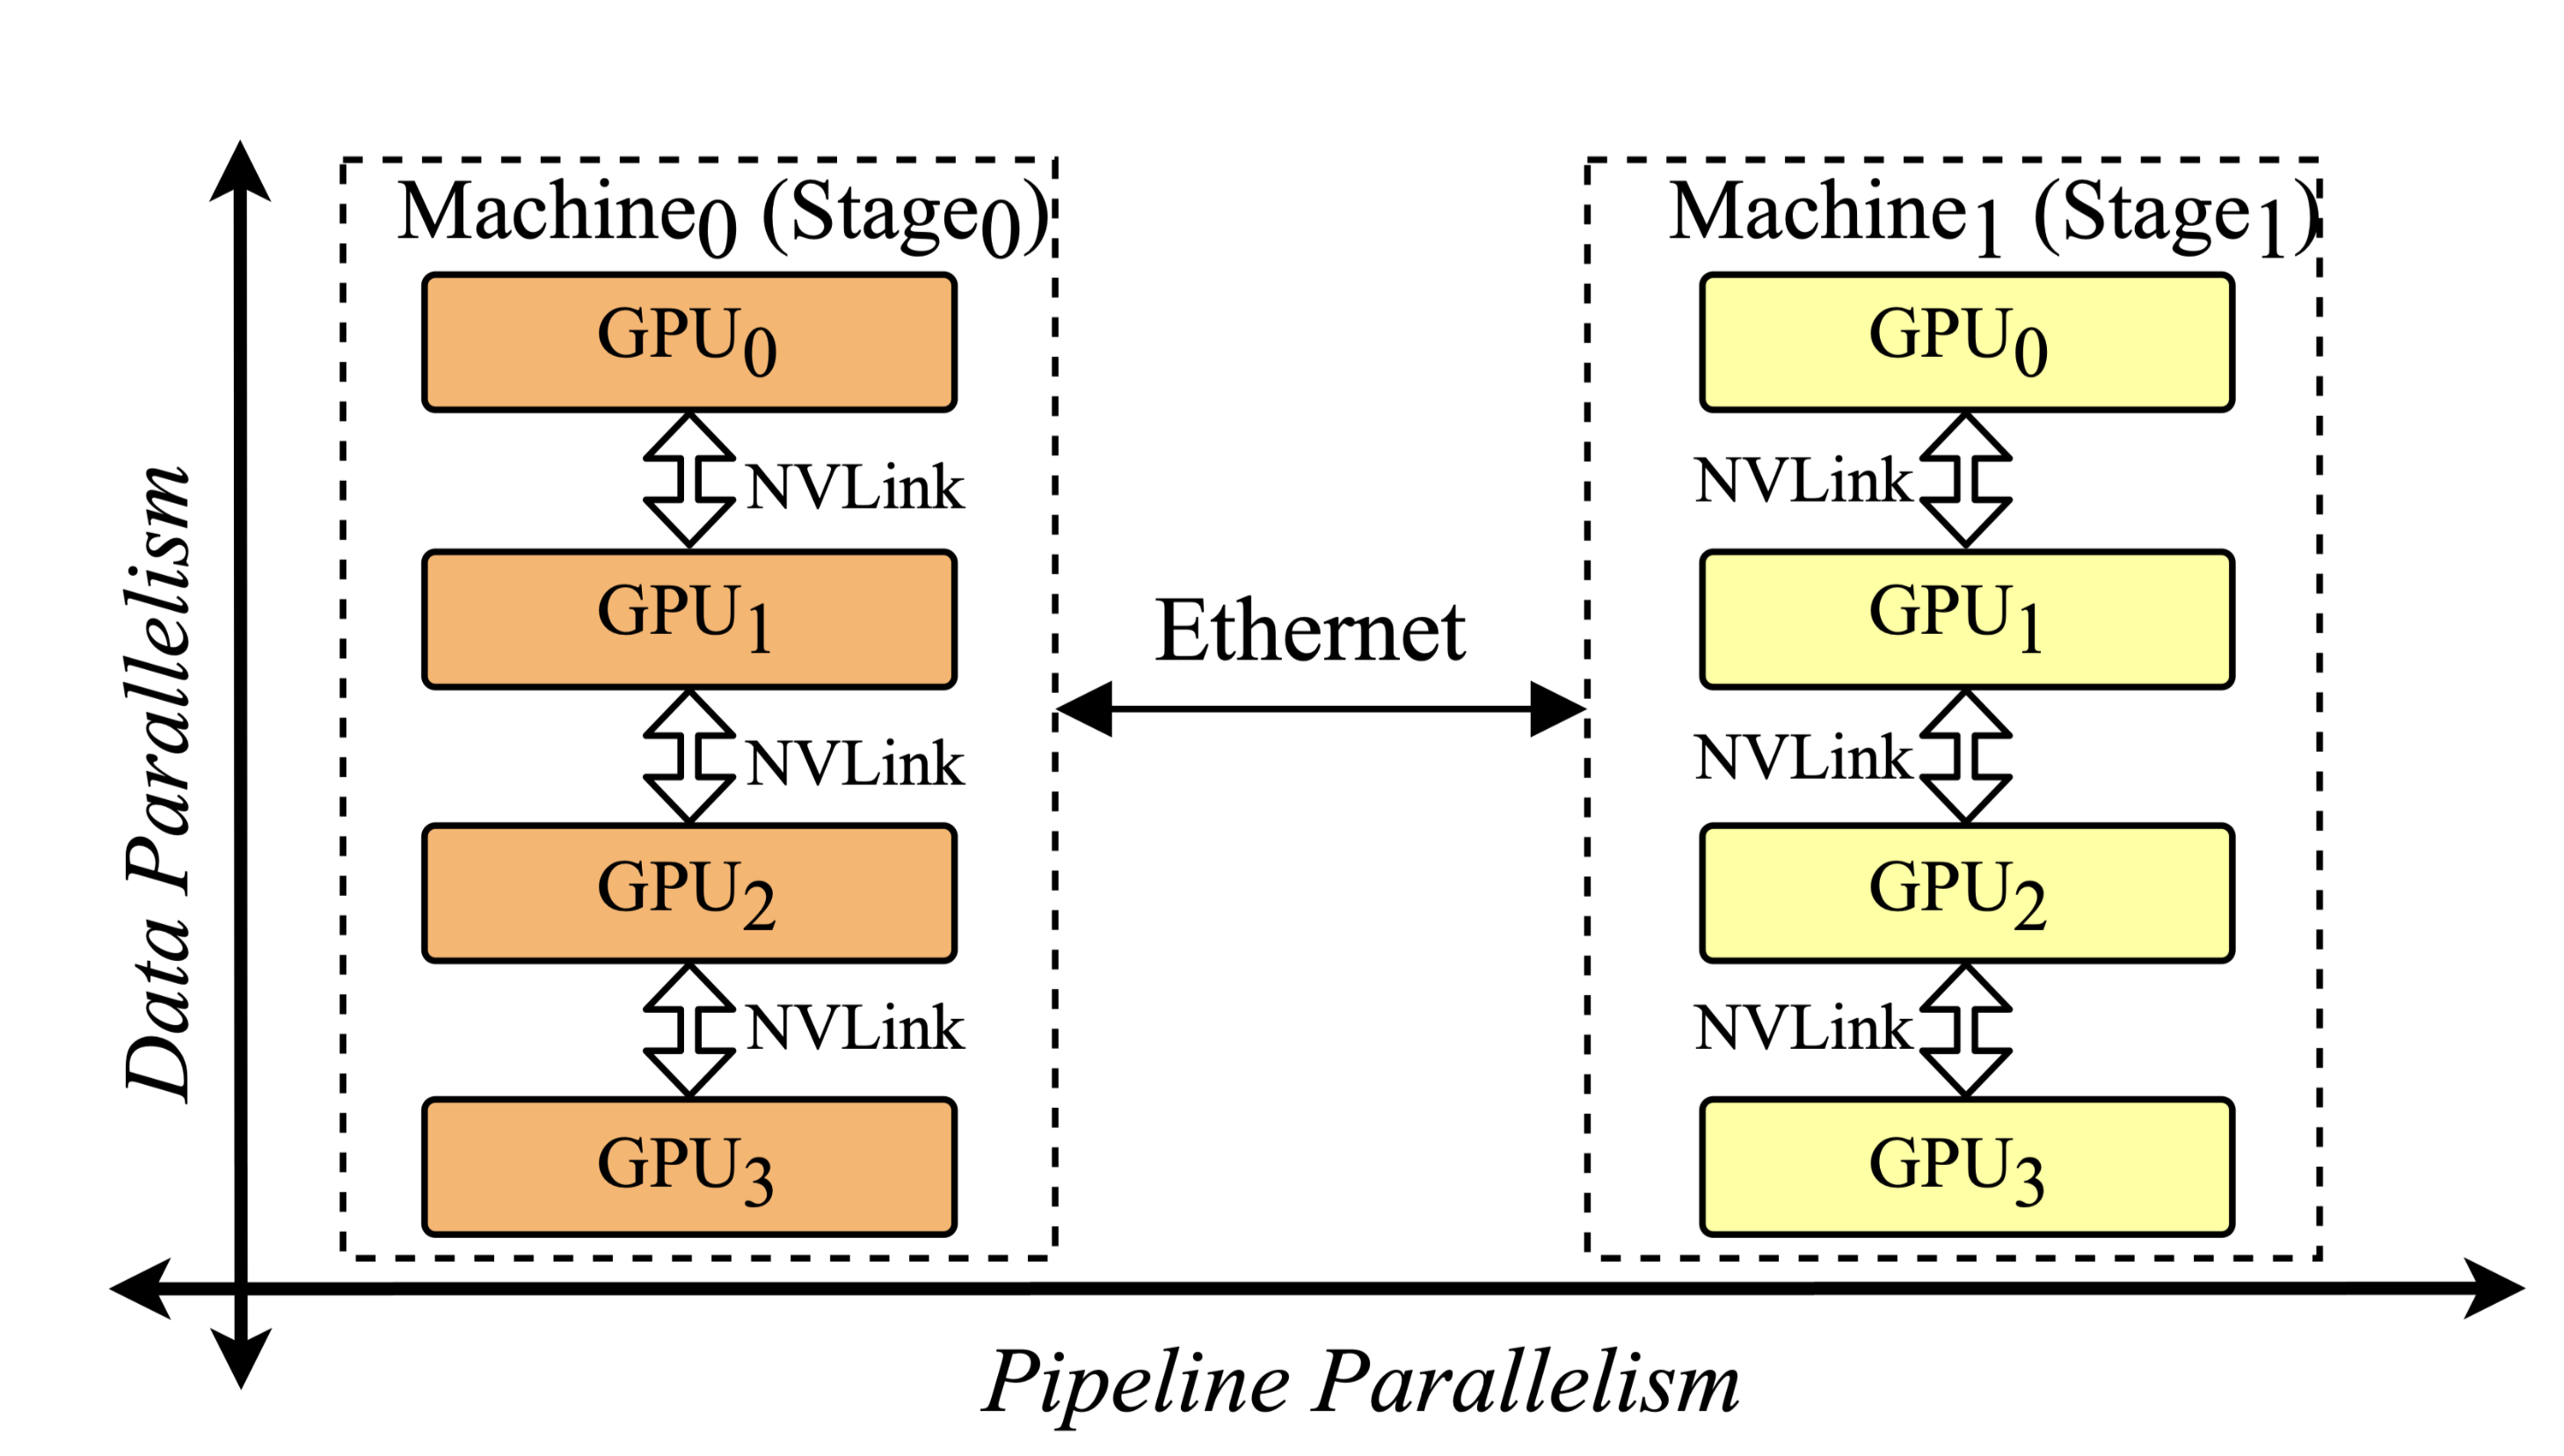 Machine₀ (Stage₀)
GPU₀
NVLink
GPU₁
NVLink
GPU₂
NVLink
GPU₃
Ethernet
Machine₁ (Stage₁)
GPU₀
NVLink
GPU₁
NVLink
GPU₂
NVLink
GPU₃
Data Parallelism
Pipeline Parallelism